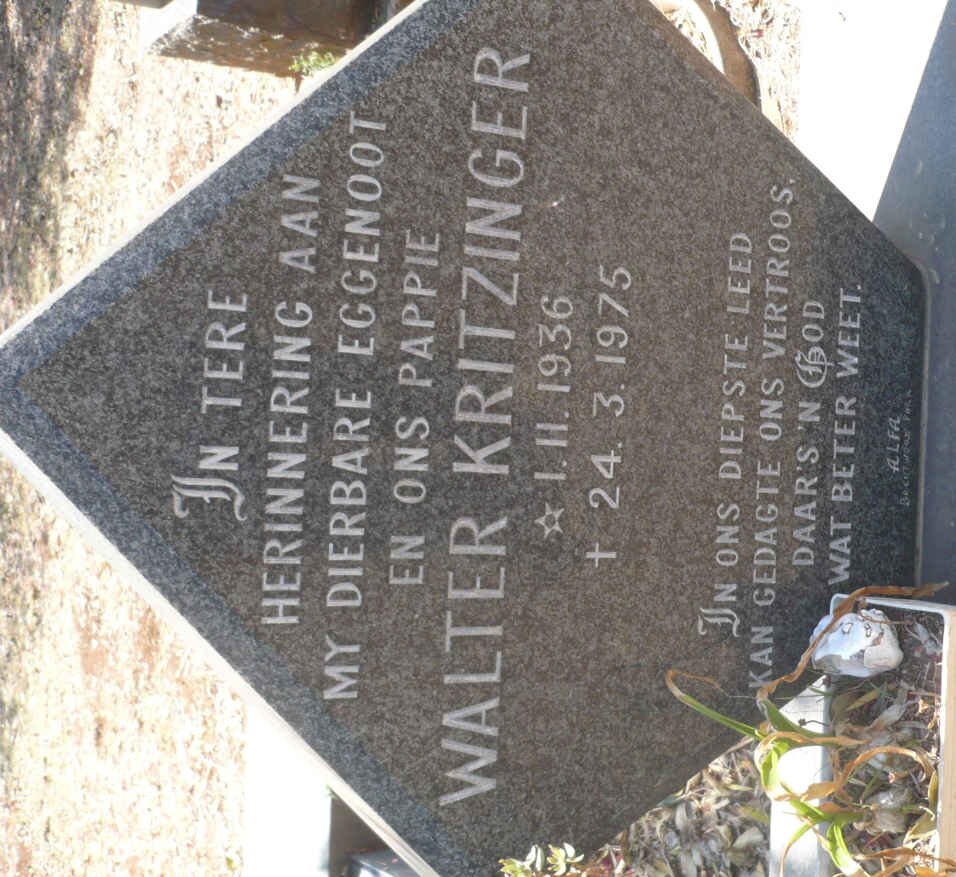 IN TERE
HERINNERING AAN
MY DIERBARE EGGENOOT
EN ONS PAPPIE
WALTER KRITZINGER
☆ 1.11.1936
✝ 24.3.1975
IN ONS DIEPSTE LEED
KAN GEDAGTE ONS VERTROOS.
DAAR'S 'N GOD
WAT BETER WEET.
ALFA